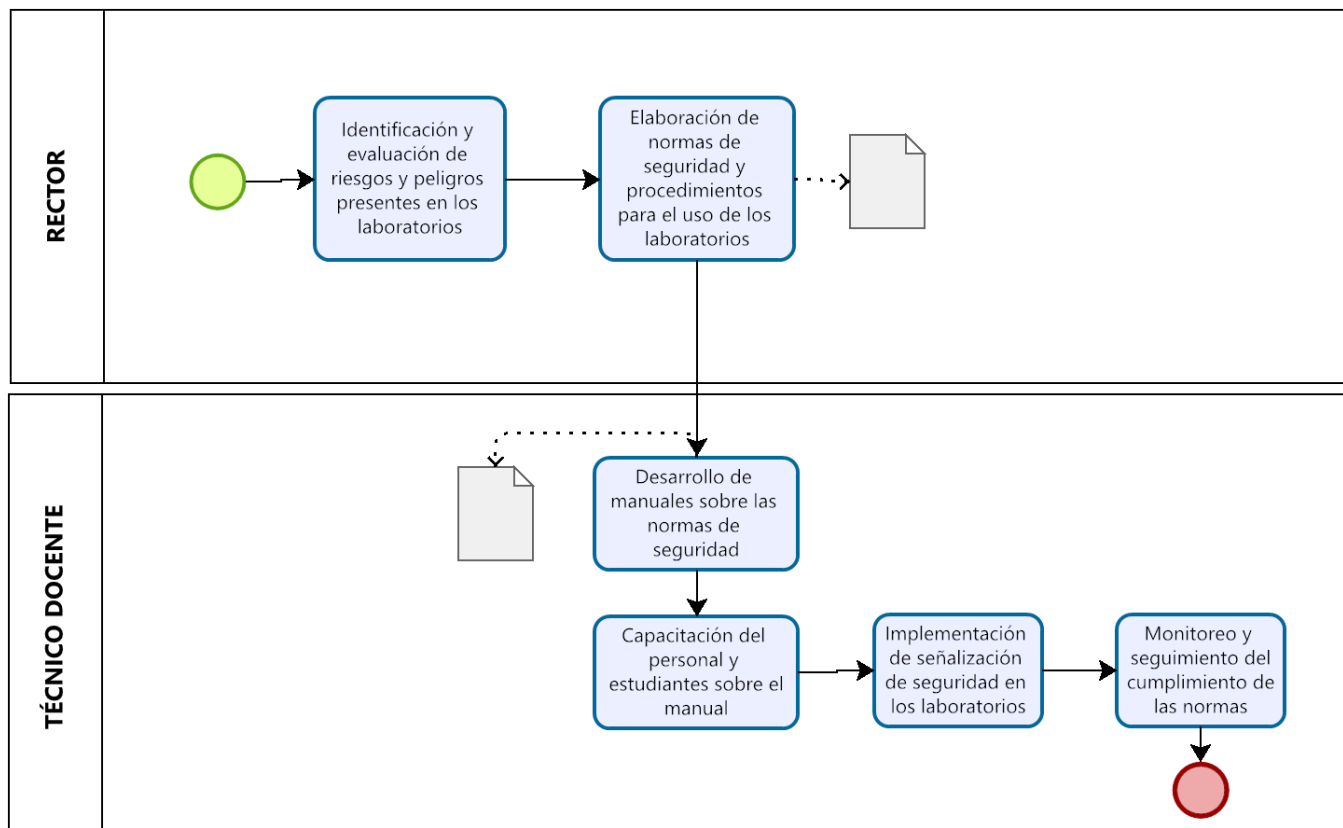 RECTOR
Identificación y
evaluación de
riesgos y peligros
presentes en los
laboratorios
Elaboración de
normas de
seguridad y
procedimientos
para el uso de los
laboratorios
TÉCNICO DOCENTE
Desarrollo de
manuales sobre las
normas de
seguridad
Capacitación del
personal y
estudiantes sobre el
manual
Implementación
de señalización
de seguridad en
los laboratorios
Monitoreo y
seguimiento del
cumplimiento de
las normas